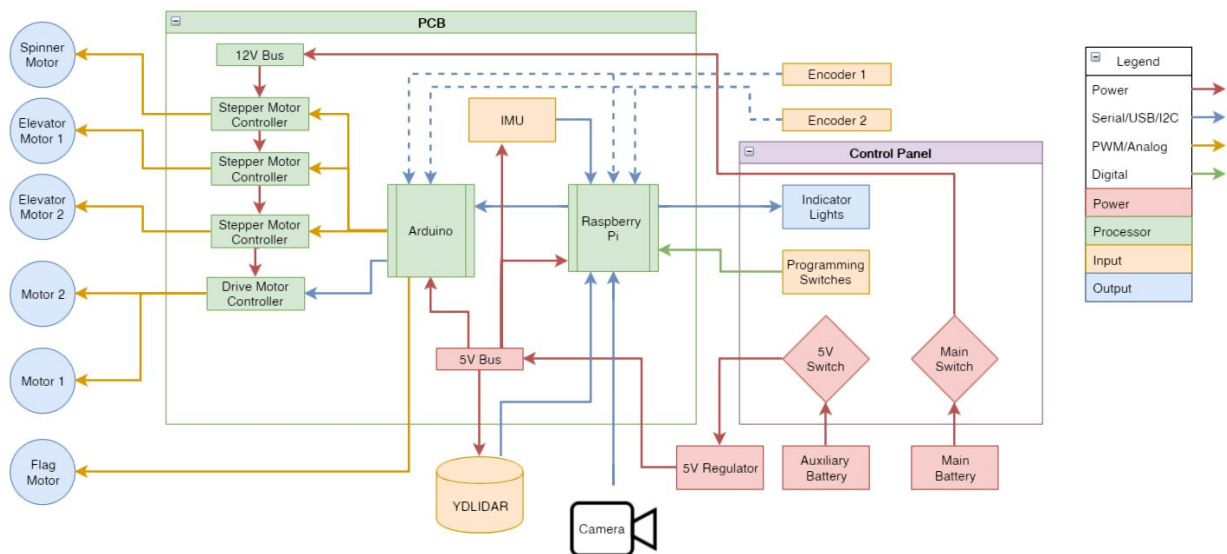 PCB
Spinner
Motor
12V Bus
Stepper Motor
Controller
Elevator
Motor 1
Stepper Motor
Controller
Elevator
Motor 2
Stepper Motor
Controller
Motor 2
Drive Motor
Controller
Motor 1
Flag
Motor
IMU
Arduino
Raspberry
Pi
5V Bus
YDLIDAR
Camera
Encoder 1
Encoder 2
Control Panel
Indicator
Lights
Programming
Switches
5V
Switch
Main
Switch
5V Regulator
Auxiliary
Battery
Main
Battery
Legend
Power
Serial/USB/I2C
PWM/Analog
Digital
Power
Processor
Input
Output